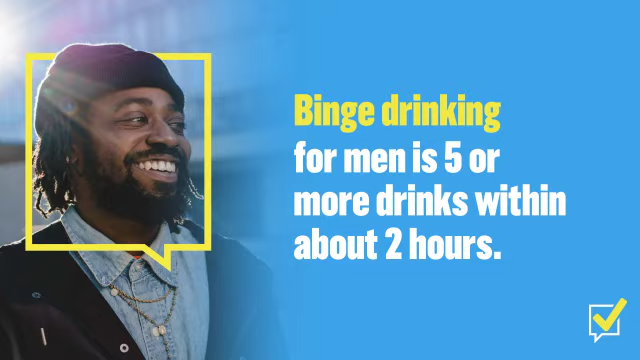 Binge drinking
for men is 5 or
more drinks within
about 2 hours.